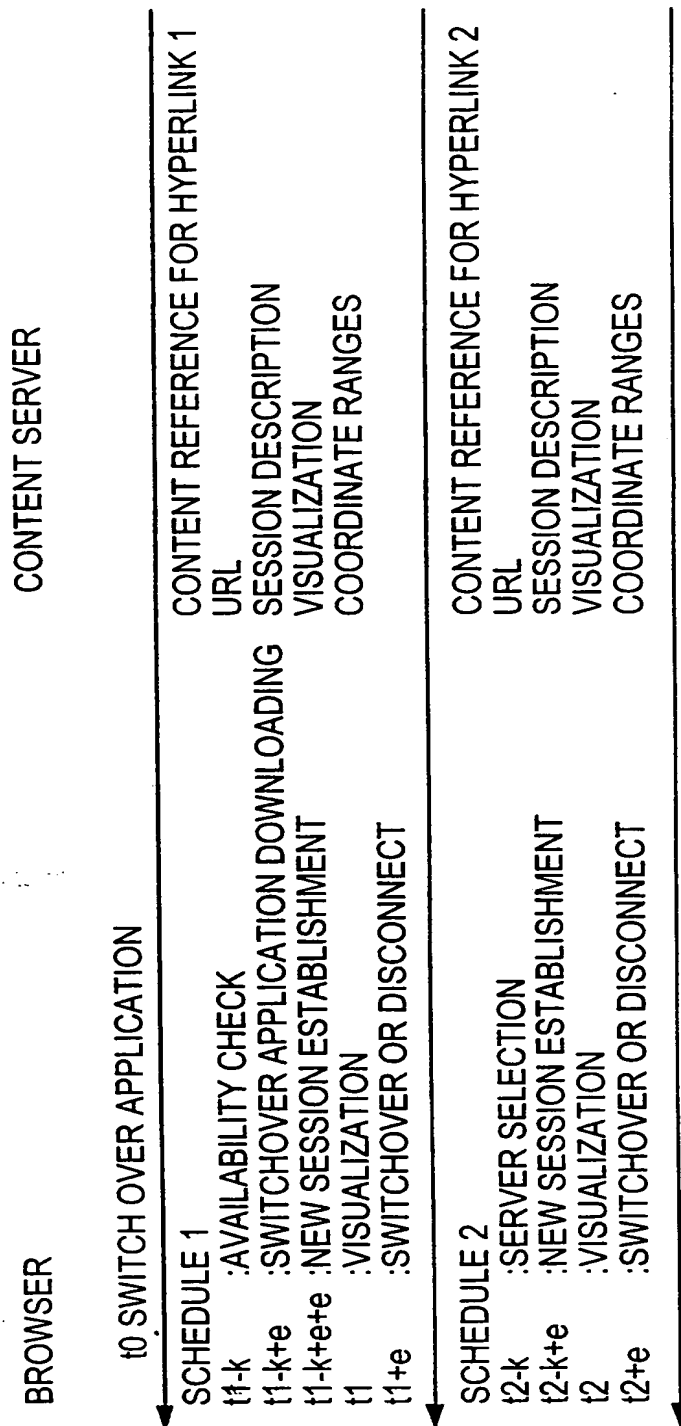 BROWSER
CONTENT SERVER
t0 SWITCH OVER APPLICATION
SCHEDULE 1
t1-k :AVAILABILITY CHECK
t1-k+e :SWITCHOVER APPLICATION DOWNLOADING
t1-k+e+e :NEW SESSION ESTABLISHMENT
t1 :VISUALIZATION
t1+e :SWITCHOVER OR DISCONNECT
CONTENT REFERENCE FOR HYPERLINK 1
URL
SESSION DESCRIPTION
VISUALIZATION
COORDINATE RANGES
SCHEDULE 2
t2-k :SERVER SELECTION
t2-k+e :NEW SESSION ESTABLISHMENT
t2 :VISUALIZATION
t2+e :SWITCHOVER OR DISCONNECT
CONTENT REFERENCE FOR HYPERLINK 2
URL
SESSION DESCRIPTION
VISUALIZATION
COORDINATE RANGES